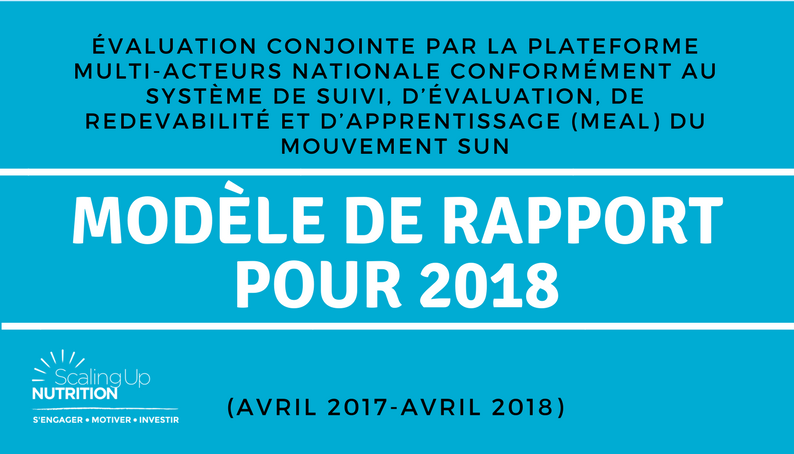 ÉVALUATION CONJOINTE PAR LA PLATEFORME
MULTI-ACTEURS NATIONALE CONFORMÉMENT AU
SYSTÈME DE SUIVI, D'ÉVALUATION, DE
REDEVABILITÉ ET D'APPRENTISSAGE (MEAL) DU
MOUVEMENT SUN
MODÈLE DE RAPPORT
POUR 2018
Scaling Up
NUTRITION
S'ENGAGER • MOTIVER • INVESTIR
(AVRIL 2017-AVRIL 2018)